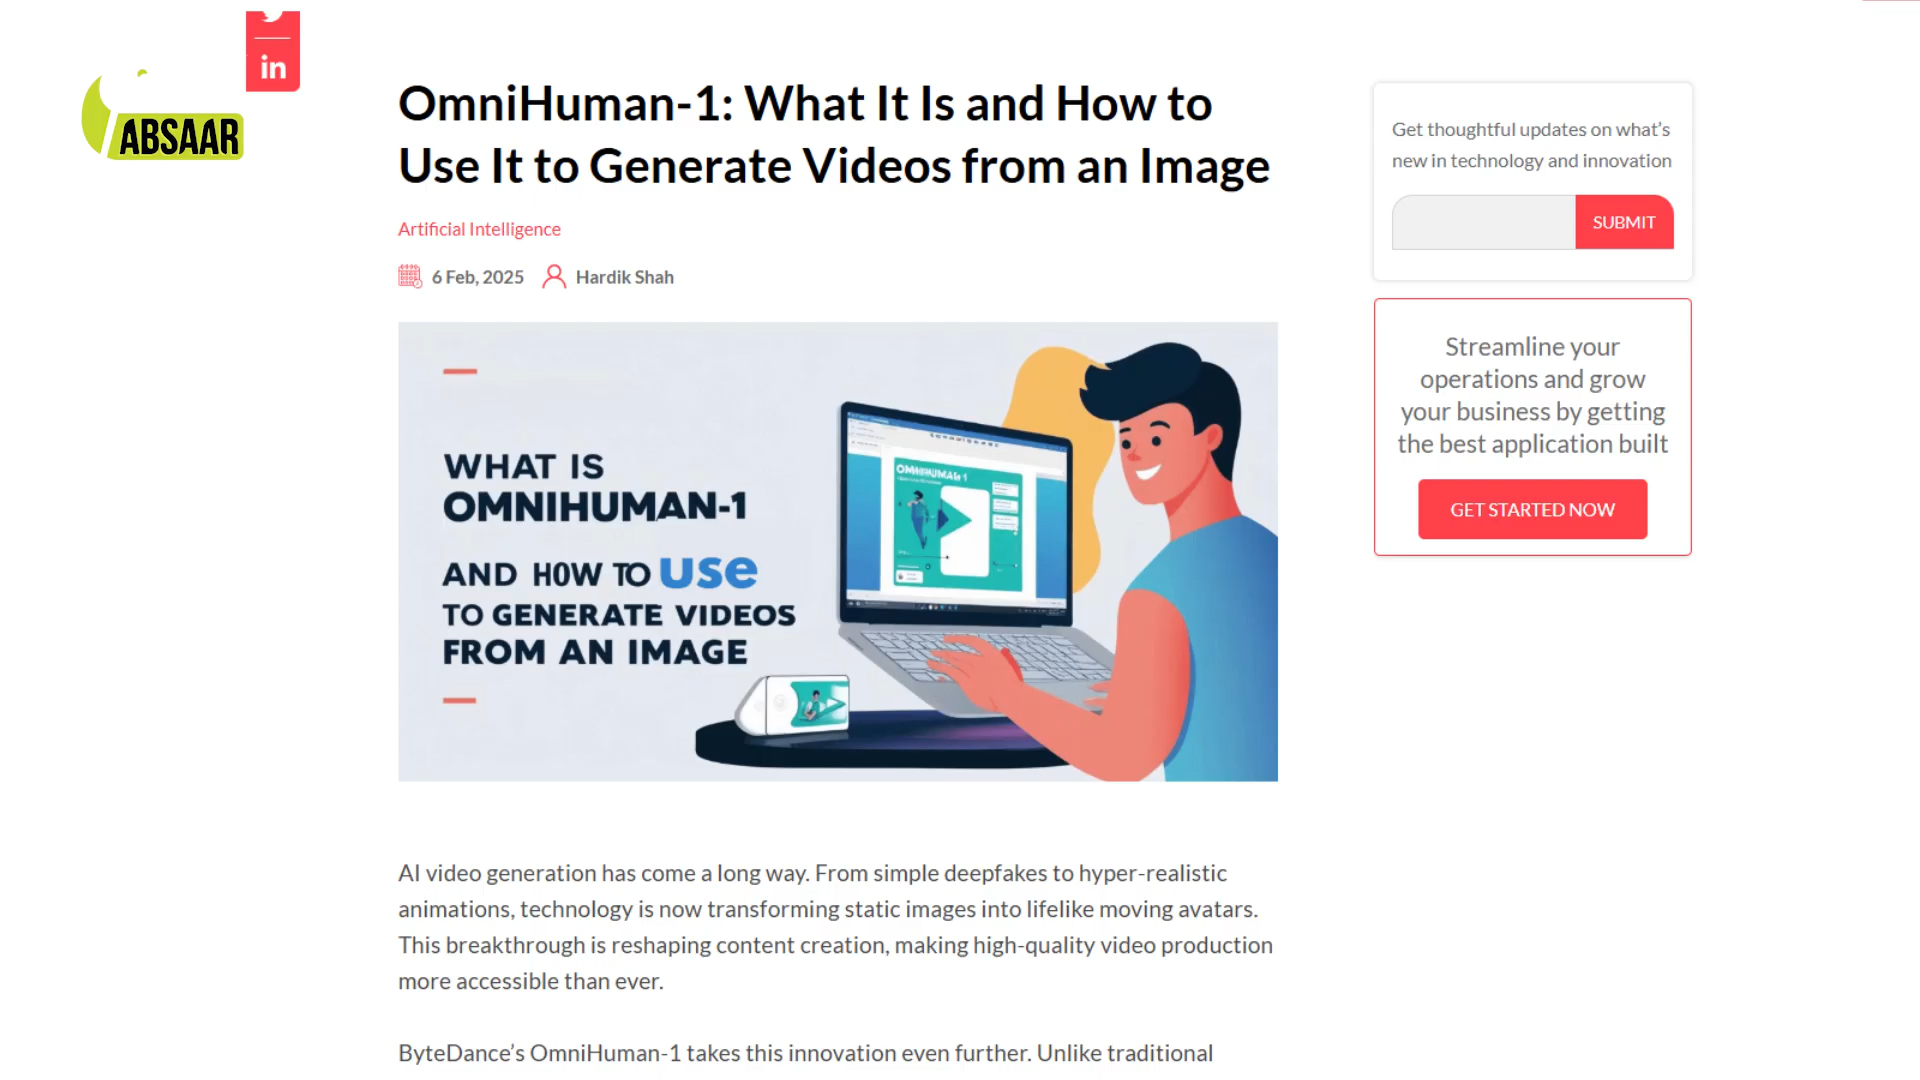 in
ABSAAR
OmniHuman-1: What It Is and How to
Use It to Generate Videos from an Image
Artificial Intelligence
6 Feb, 2025 Hardik Shah
WHAT IS
OMNIHUMAN-1
AND HOW TO use
TO GENERATE VIDEOS
FROM AN IMAGE
OMNIHUMAN 1
AI video generation has come a long way. From simple deepfakes to hyper-realistic
animations, technology is now transforming static images into lifelike moving avatars.
This breakthrough is reshaping content creation, making high-quality video production
more accessible than ever.
ByteDance’s OmniHuman-1 takes this innovation even further. Unlike traditional
Get thoughtful updates on what’s
new in technology and innovation
SUBMIT
Streamline your
operations and grow
your business by getting
the best application built
GET STARTED NOW